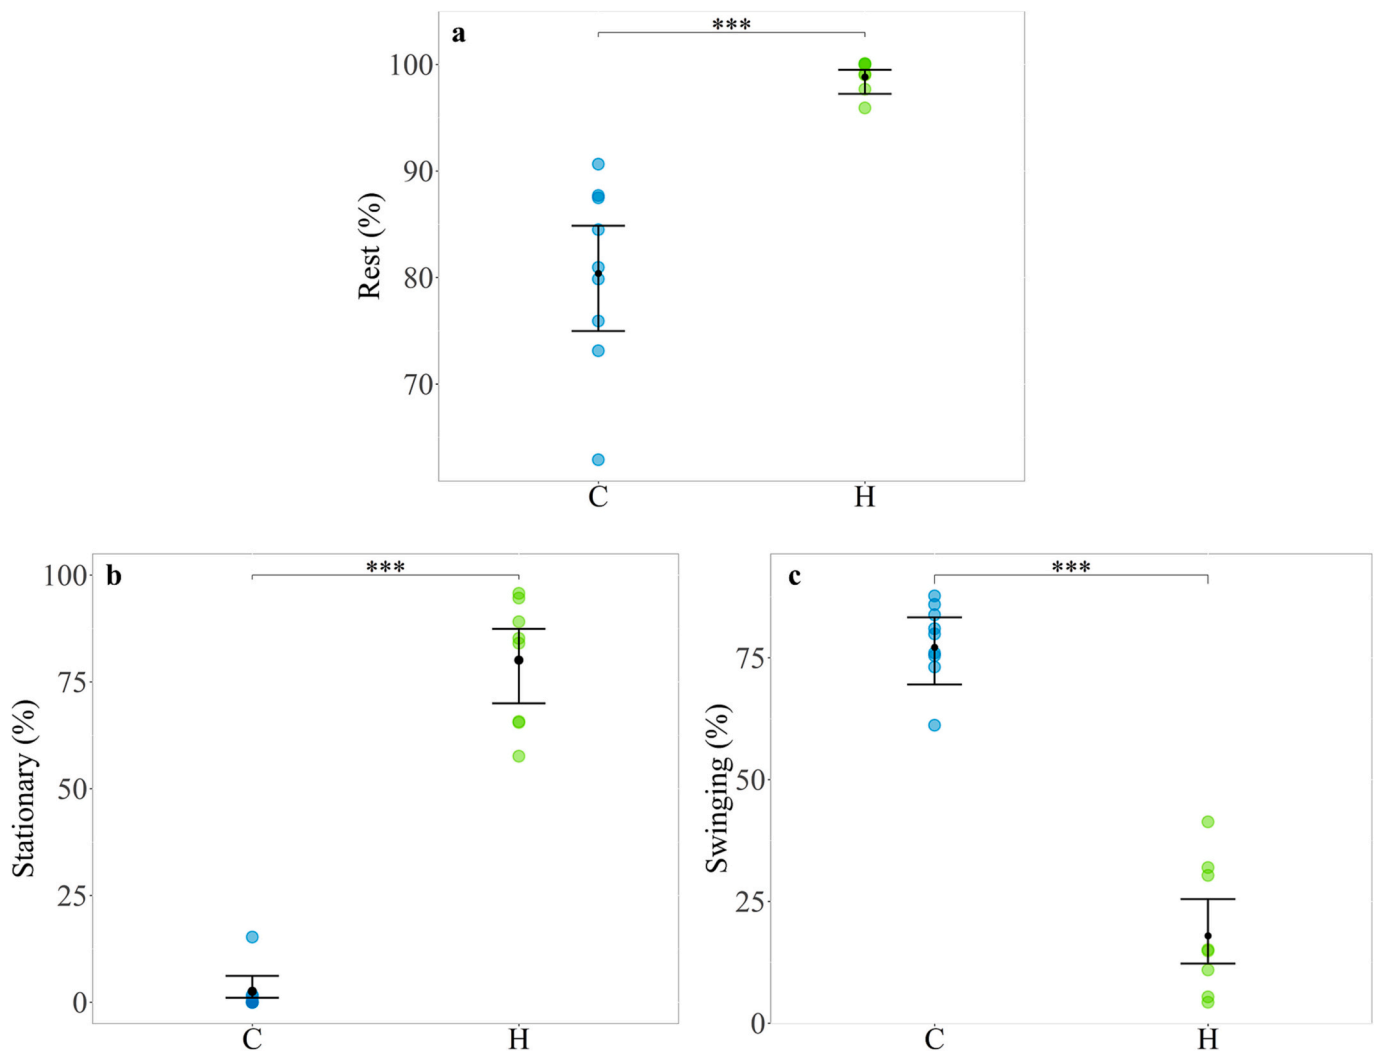 a
***
100
90
80
70
Rest (%)
C
H
b
***
100
75
50
25
0
Stationary (%)
C
H
c
***
75
50
25
0
Swinging (%)
C
H